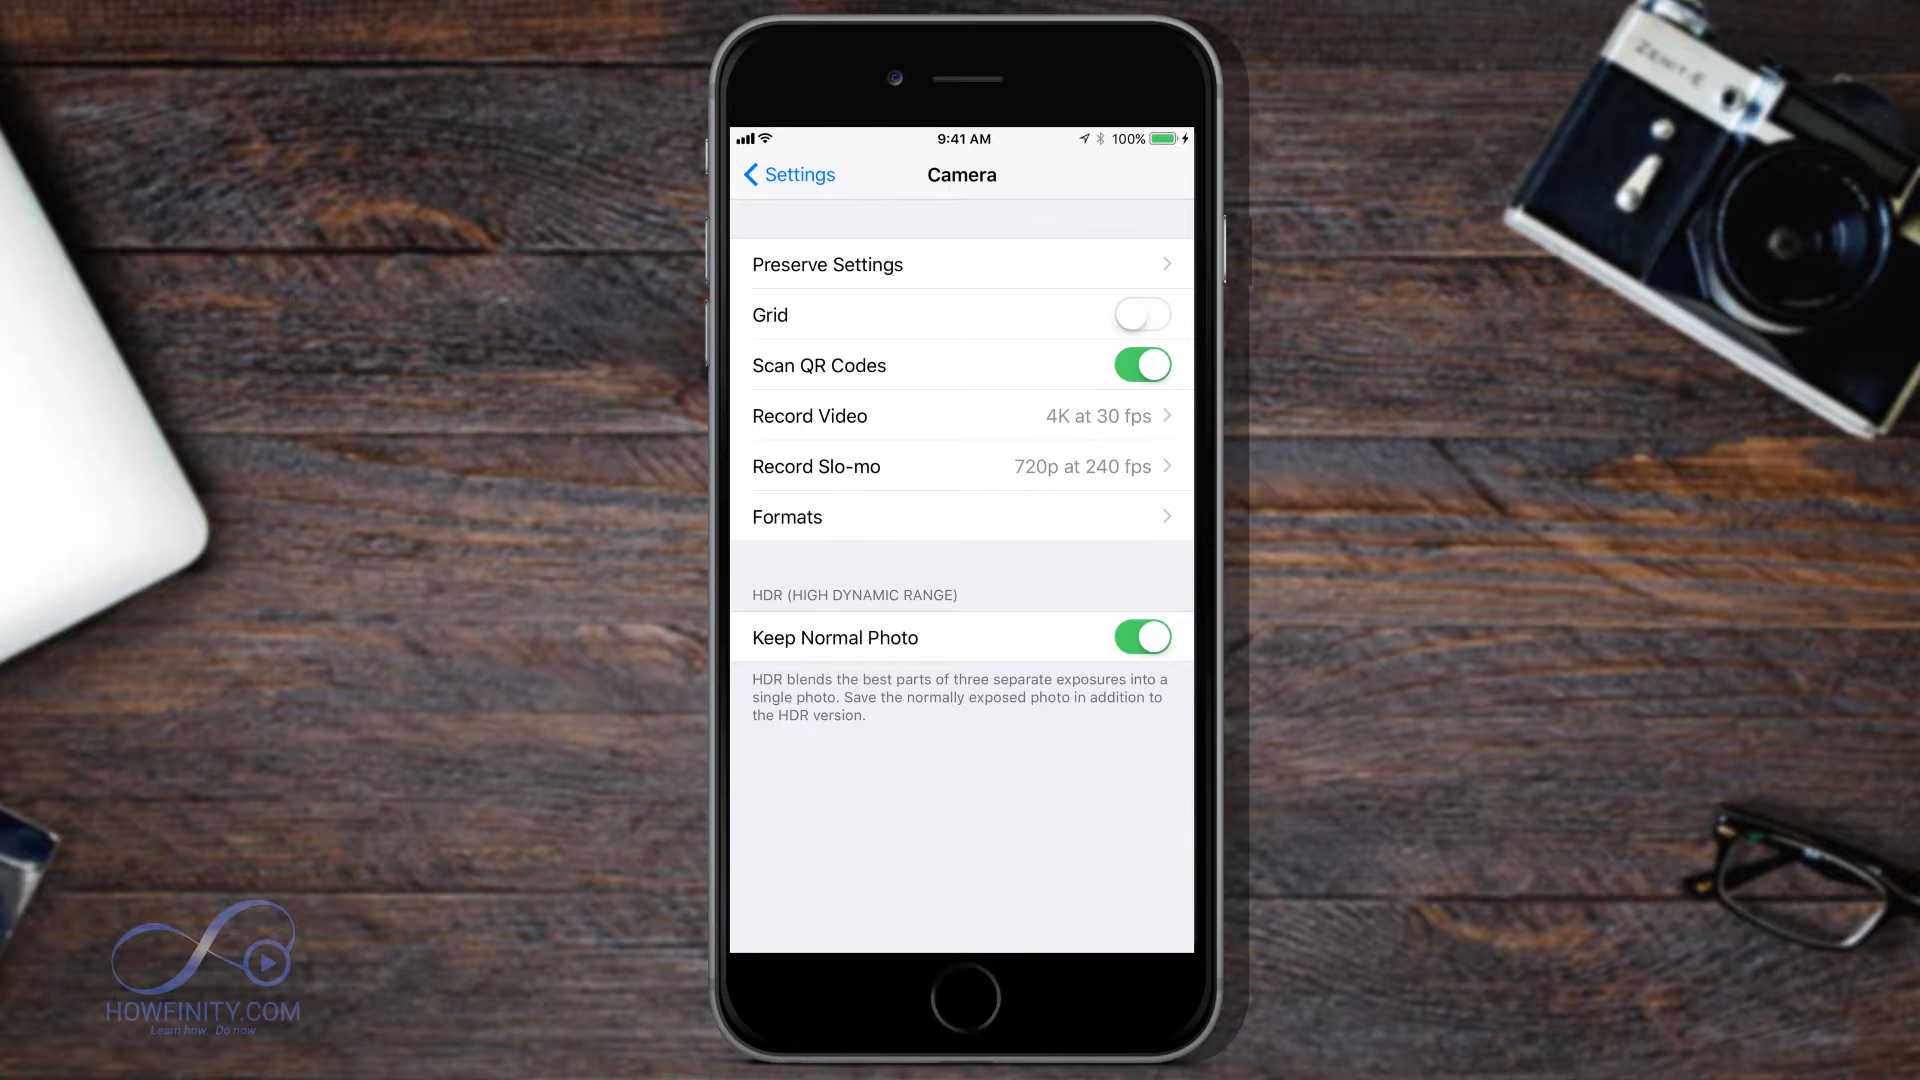 ZENIT-E
9:41 AM
100%
Settings
Camera
Preserve Settings
Grid
Scan QR Codes
Record Video
4K at 30 fps
Record Slo-mo
720p at 240 fps
Formats
HDR (HIGH DYNAMIC RANGE)
Keep Normal Photo
HDR blends the best parts of three separate exposures into a
single photo. Save the normally exposed photo in addition to
the HDR version.
HOWFINITY.COM
Learn how. Do now